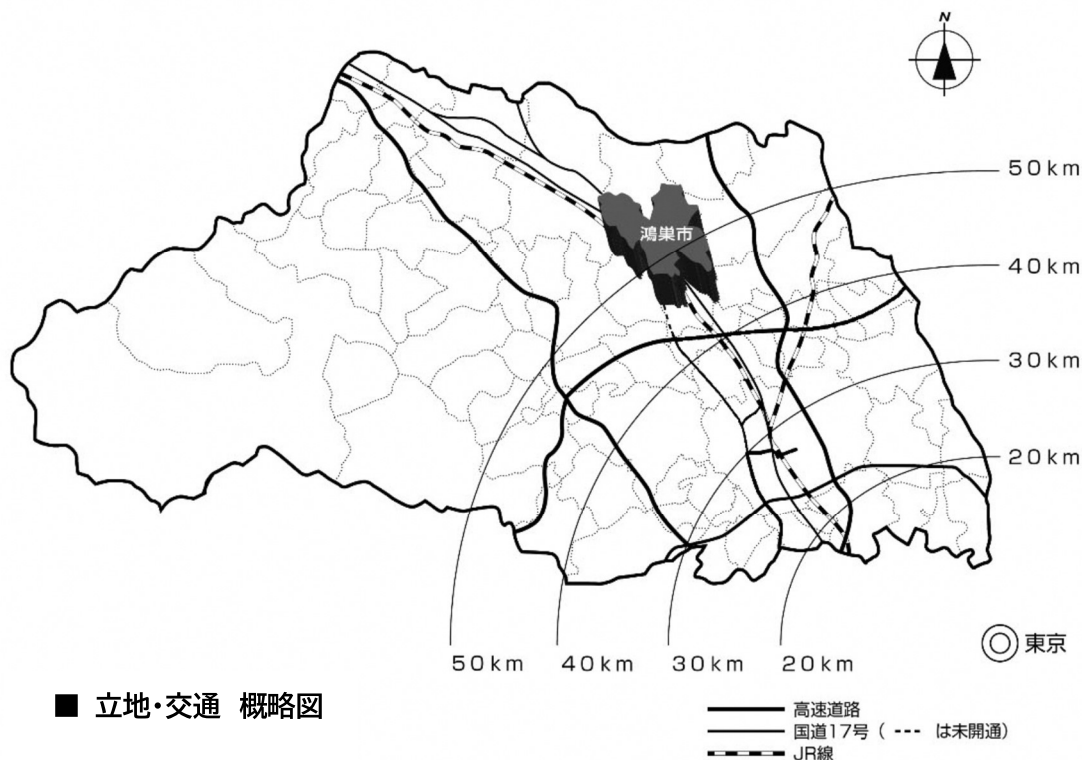 N
50km
鴻巣市
40km
30km
20km
東京
50km 40km 30km 20km
■ 立地・交通 概略図
高速道路
国道17号（ ---- は未開通）
JR線